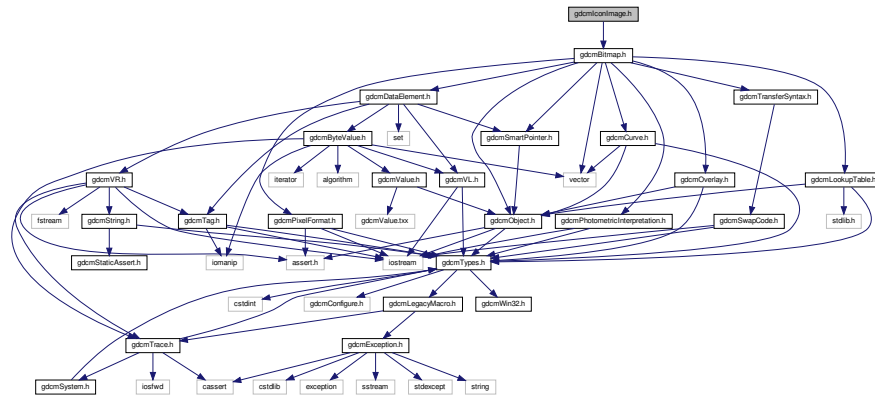 gdcmIconImage.h
gdcmBitmap.h
gdcmDataElement.h
gdcmTransferSyntax.h
gdcmByteValue.h
set
gdcmSmartPointer.h
gdcmCurve.h
gdcmVR.h
iterator
algorithm
gdcmValue.h
gdcmVL.h
vector
gdcmOverlay.h
gdcmLookupTable.h
fstream
gdcmString.h
gdcmTag.h
gdcmPixelFormat.h
gdcmValue.txx
gdcmObject.h
gdcmPhotometricInterpretation.h
gdcmSwapCode.h
stdlib.h
gdcmStaticAssert.h
iomanip
assert.h
iostream
gdcmTypes.h
cstdint
gdcmConfigure.h
gdcmLegacyMacro.h
gdcmWin32.h
gdcmTrace.h
gdcmException.h
gdcmSystem.h
iosfwd
cassert
cstdlib
exception
sstream
stdexcept
string